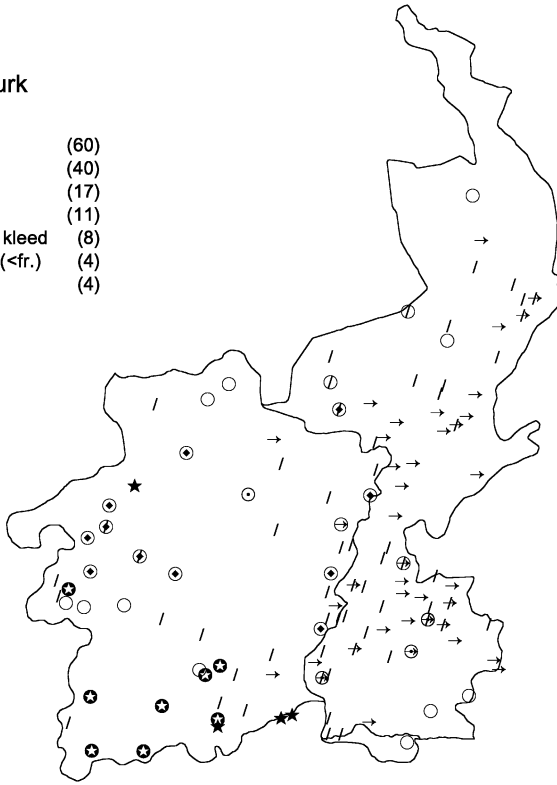 urk
(60)
(40)
(17)
(11)
kleed (8)
(<fr.) (4)
(4)